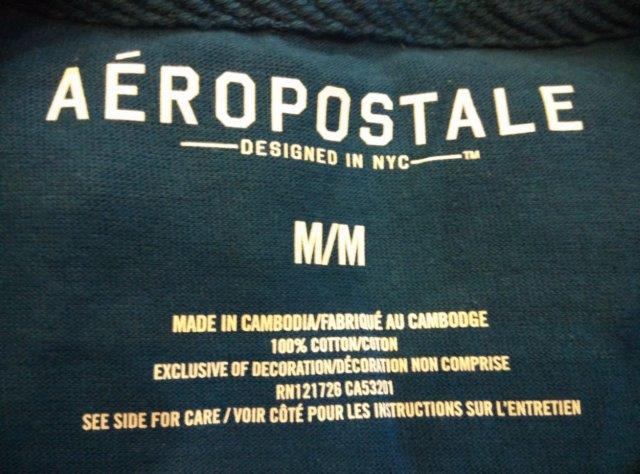 AÉROPOSTALE
DESIGNED IN NYC™
M/M
MADE IN CAMBODIA/FABRIQUÉ AU CAMBODGE
100% COTTON/COTON
EXCLUSIVE OF DECORATION/DÉCORATION NON COMPRISE
RN121726 CA53201
SEE SIDE FOR CARE / VOIR CÔTÉ POUR LES INSTRUCTIONS SUR L'ENTRETIEN